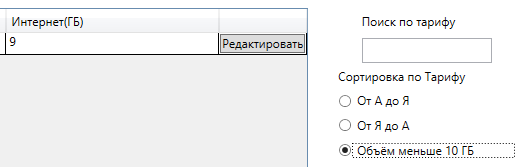 Интернет(ГБ)
9
Редактировать
Поиск по тарифу
Сортировка по Тарифу
От А до Я
От Я до А
Объём меньше 10 ГБ